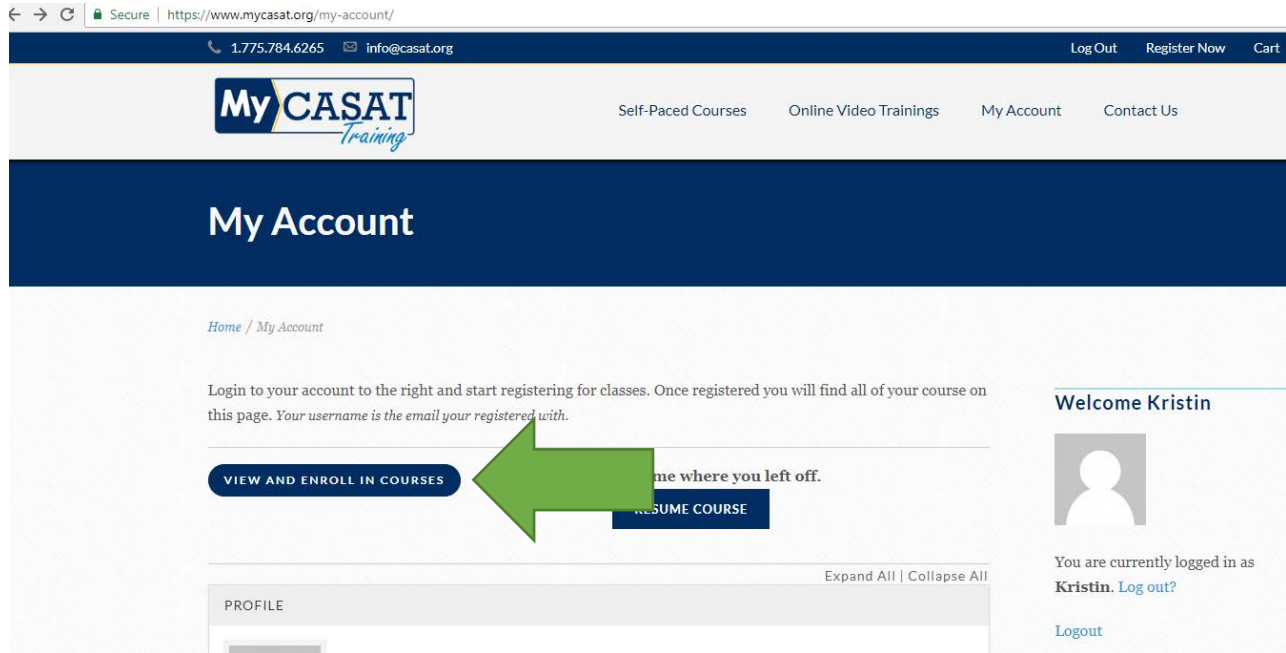 Secure | https://www.mycasat.org/my-account/
1.775.784.6265 info@casat.org Log Out Register Now Cart
My CASAT
Training
Self-Paced Courses Online Video Trainings My Account Contact Us
My Account
Home / My Account
Login to your account to the right and start registering for classes. Once registered you will find all of your course on
this page. Your username is the email your registered with.
VIEW AND ENROLL IN COURSES
where you left off.
COURSE
Expand All | Collapse All
PROFILE
Welcome Kristin
You are currently logged in as
Kristin. Log out?
Logout